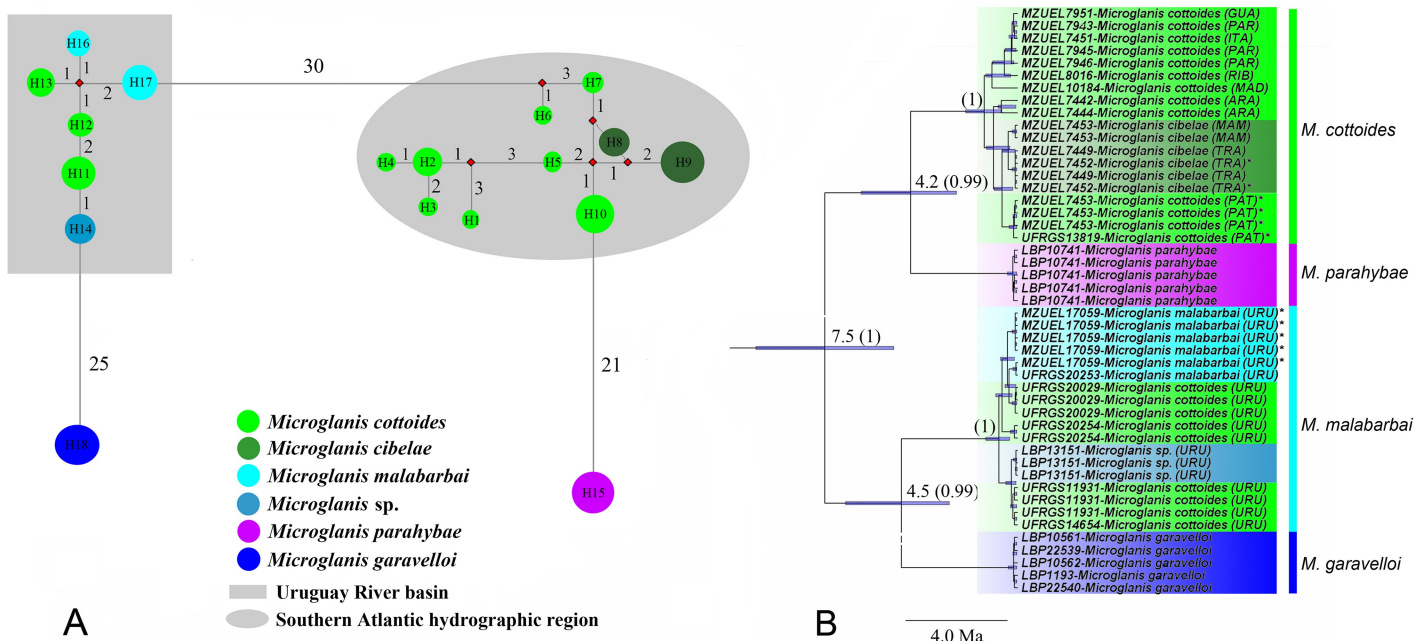 H16
1
H13
1
H17
1
2
H12
2
H11
1
H14
25
H18
30
3
H7
1
H6
1
H8
H4
1
H2
1
3
H5
2
1
2
H9
2
H3
3
H1
1
H10
21
H15
Microglanis cottoides
Microglanis cibelae
Microglanis malabarbai
Microglanis sp.
Microglanis parahybae
Microglanis garavelloi
Uruguay River basin
Southern Atlantic hydrographic region
A
MZUEL7951-Microglanis cottoides (GUA)
MZUEL7943-Microglanis cottoides (PAR)
MZUEL7451-Microglanis cottoides (ITA)
MZUEL7945-Microglanis cottoides (PAR)
MZUEL7946-Microglanis cottoides (PAR)
MZUEL8016-Microglanis cottoides (RIB)
MZUEL10184-Microglanis cottoides (MAD)
MZUEL7442-Microglanis cottoides (ARA)
MZUEL7444-Microglanis cottoides (ARA)
MZUEL7453-Microglanis cibelae (MAM)
MZUEL7453-Microglanis cibelae (MAM)
MZUEL7449-Microglanis cibelae (TRA)
MZUEL7452-Microglanis cibelae (TRA)*
MZUEL7449-Microglanis cibelae (TRA)
MZUEL7452-Microglanis cibelae (TRA)*
MZUEL7453-Microglanis cottoides (PAT)*
MZUEL7453-Microglanis cottoides (PAT)*
MZUEL7453-Microglanis cottoides (PAT)*
UFRGS13819-Microglanis cottoides (PAT)*
LBP10741-Microglanis parahybae
LBP10741-Microglanis parahybae
LBP10741-Microglanis parahybae
LBP10741-Microglanis parahybae
LBP10741-Microglanis parahybae
MZUEL17059-Microglanis malabarbai (URU)*
MZUEL17059-Microglanis malabarbai (URU)*
MZUEL17059-Microglanis malabarbai (URU)*
MZUEL17059-Microglanis malabarbai (URU)*
MZUEL17059-Microglanis malabarbai (URU)*
UFRGS20253-Microglanis malabarbai (URU)
UFRGS20029-Microglanis cottoides (URU)
UFRGS20029-Microglanis cottoides (URU)
UFRGS20029-Microglanis cottoides (URU)
UFRGS20254-Microglanis cottoides (URU)
UFRGS20254-Microglanis cottoides (URU)
LBP13151-Microglanis sp. (URU)
LBP13151-Microglanis sp. (URU)
LBP13151-Microglanis sp. (URU)
UFRGS11931-Microglanis cottoides (URU)
UFRGS11931-Microglanis cottoides (URU)
UFRGS11931-Microglanis cottoides (URU)
UFRGS14654-Microglanis cottoides (URU)
LBP10561-Microglanis garavelloi
LBP22539-Microglanis garavelloi
LBP10562-Microglanis garavelloi
LBP1193-Microglanis garavelloi
LBP22540-Microglanis garavelloi
(1)
4.2 (0.99)
7.5 (1)
(1)
4.5 (0.99)
M. cottoides
M. parahybae
M. malabarbai
M. garavelloi
B
4.0 Ma